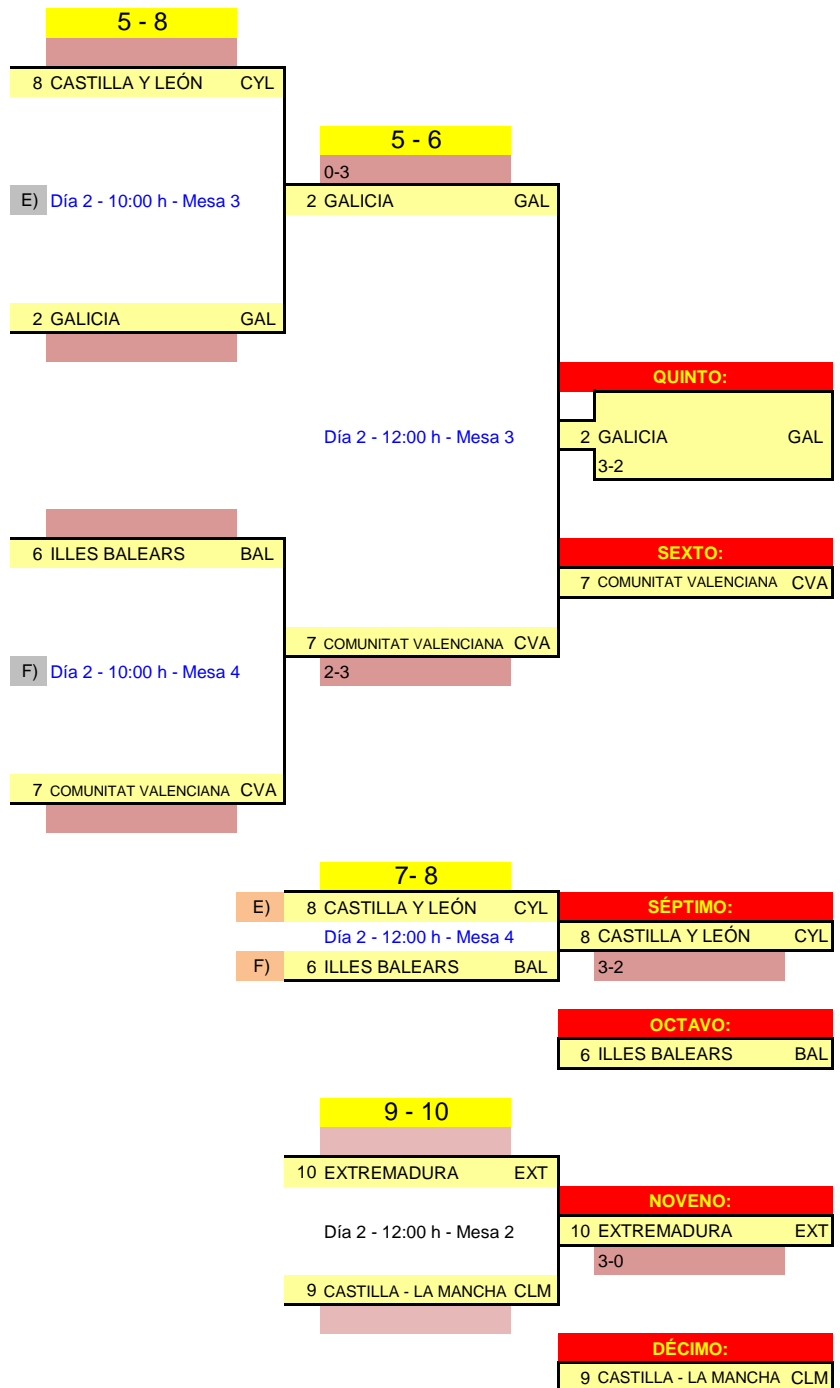 5 - 8
8 CASTILLA Y LEÓN CYL
5 - 6
0-3
E) Día 2 - 10:00 h - Mesa 3
2 GALICIA GAL
2 GALICIA GAL
QUINTO:
Día 2 - 12:00 h - Mesa 3
2 GALICIA GAL
3-2
6 ILLES BALEARS BAL
SEXTO:
7 COMUNITAT VALENCIANA CVA
7 COMUNITAT VALENCIANA CVA
F) Día 2 - 10:00 h - Mesa 4
2-3
7 COMUNITAT VALENCIANA CVA
7- 8
E) 8 CASTILLA Y LEÓN CYL
SÉPTIMO:
Día 2 - 12:00 h - Mesa 4
8 CASTILLA Y LEÓN CYL
F) 6 ILLES BALEARS BAL
3-2
OCTAVO:
6 ILLES BALEARS BAL
9 - 10
10 EXTREMADURA EXT
NOVENO:
Día 2 - 12:00 h - Mesa 2
10 EXTREMADURA EXT
3-0
9 CASTILLA - LA MANCHA CLM
DÉCIMO:
9 CASTILLA - LA MANCHA CLM